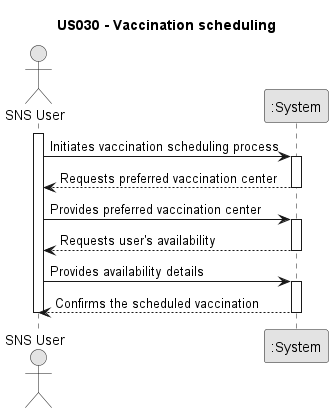 US030 - Vaccination scheduling
SNS User
:System
Initiates vaccination scheduling process
Requests preferred vaccination center
Provides preferred vaccination center
Requests user's availability
Provides availability details
Confirms the scheduled vaccination
SNS User
:System